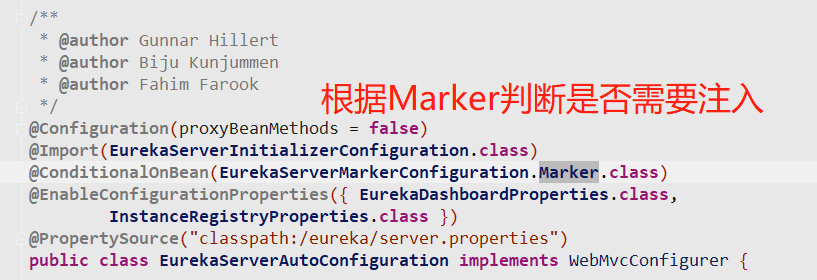 /**
* @author Gunnar Hillert
* @author Biju Kunjummen
* @author Fahim Farook
*/
根据Marker判断是否需要注入
@Configuration(proxyBeanMethods = false)
@Import(EurekaServerInitializerConfiguration.class)
@ConditionalOnBean(EurekaServerMarkerConfiguration.Marker.class)
@EnableConfigurationProperties({ EurekaDashboardProperties.class,
InstanceRegistryProperties.class })
@PropertySource("classpath:/eureka/server.properties")
public class EurekaServerAutoConfiguration implements WebMvcConfigurer {